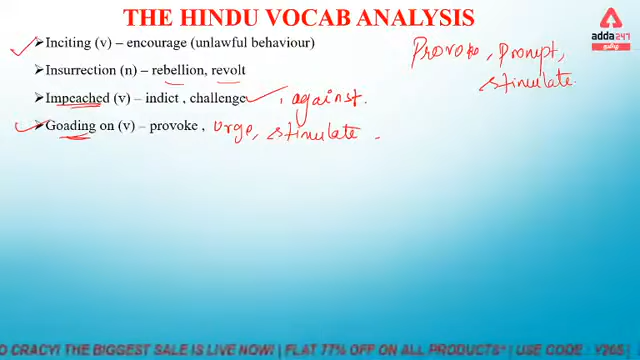 THE HINDU VOCAB ANALYSIS
adda247
தமிழ்
Inciting (v) – encourage (unlawful behaviour)
Provoke, Prompt,
stimulate.
Insurrection (n) – rebellion, revolt
Impeached (v) – indict , challenge , against.
Goading on (v) – provoke , Urge, stimulate .
O CRACY! THE BIGGEST SALE IS LIVE NOW! | FLAT 77% OFF ON ALL PRODUCTS* | USE CODE : Y265